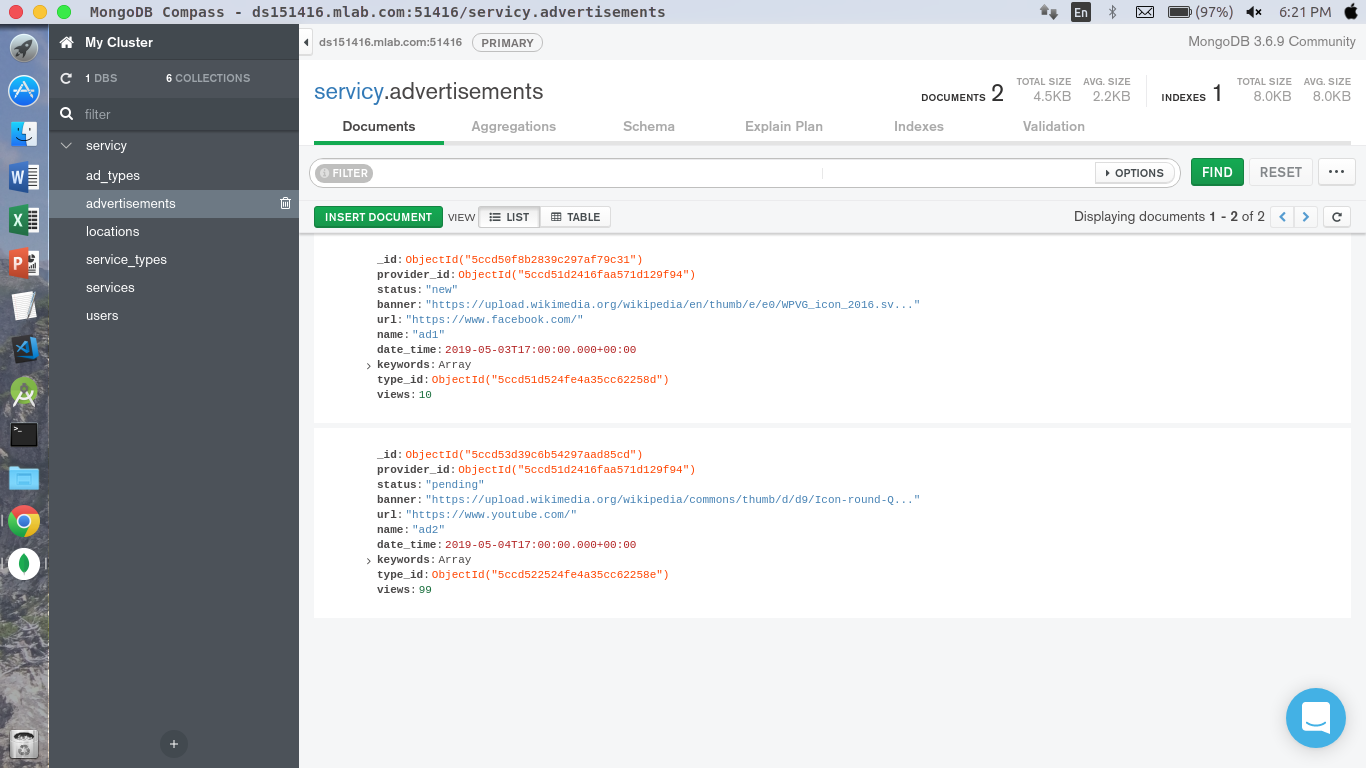 MongoDB Compass - ds151416.mlab.com:51416/servicy.advertisements
En (97%) 6:21 PM
My Cluster
1 DBS 6 COLLECTIONS
filter
servicy
ad_types
advertisements
locations
service_types
services
users
+
ds151416.mlab.com:51416 PRIMARY MongoDB 3.6.9 Community
servicy.advertisements
DOCUMENTS 2 TOTAL SIZE 4.5KB AVG. SIZE 2.2KB INDEXES 1 TOTAL SIZE 8.0KB AVG. SIZE 8.0KB
Documents Aggregations Schema Explain Plan Indexes Validation
FILTER OPTIONS FIND RESET ...
INSERT DOCUMENT VIEW LIST TABLE Displaying documents 1 - 2 of 2
_id: ObjectId("5ccd50f8b2839c297af79c31")
provider_id: ObjectId("5ccd51d2416faa571d129f94")
status: "new"
banner: "https://upload.wikimedia.org/wikipedia/en/thumb/e/e0/WPVG_icon_2016.sv..."
url: "https://www.facebook.com/"
name: "ad1"
date_time: 2019-05-03T17:00:00.000+00:00
keywords: Array
type_id: ObjectId("5ccd51d524fe4a35cc62258d")
views: 10
_id: ObjectId("5ccd53d39c6b54297aad85cd")
provider_id: ObjectId("5ccd51d2416faa571d129f94")
status: "pending"
banner: "https://upload.wikimedia.org/wikipedia/commons/thumb/d/d9/Icon-round-Q..."
url: "https://www.youtube.com/"
name: "ad2"
date_time: 2019-05-04T17:00:00.000+00:00
keywords: Array
type_id: ObjectId("5ccd522524fe4a35cc62258e")
views: 99